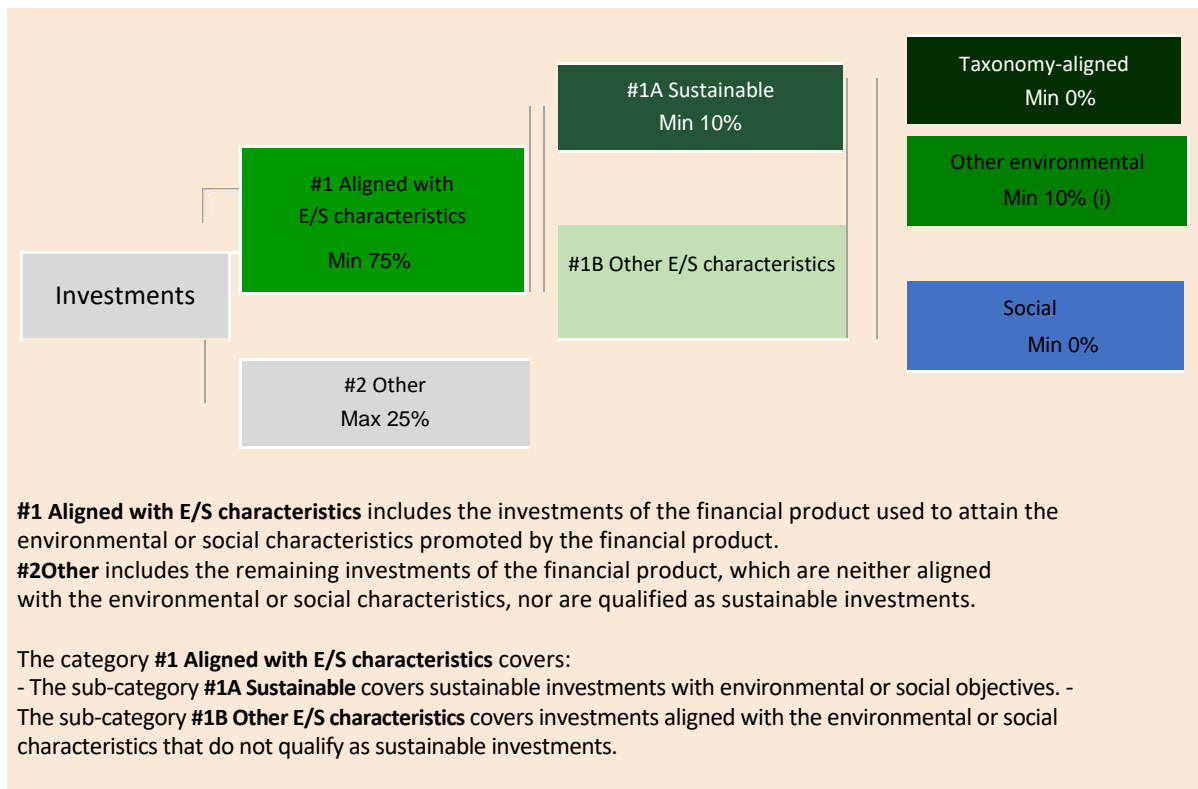 Investments
#1 Aligned with
E/S characteristics
Min 75%
#2 Other
Max 25%
#1A Sustainable
Min 10%
#1B Other E/S characteristics
Taxonomy-aligned
Min 0%
Other environmental
Min 10% (i)
Social
Min 0%
#1 Aligned with E/S characteristics includes the investments of the financial product used to attain the
environmental or social characteristics promoted by the financial product.
#2Other includes the remaining investments of the financial product, which are neither aligned
with the environmental or social characteristics, nor are qualified as sustainable investments.
The category #1 Aligned with E/S characteristics covers:
- The sub-category #1A Sustainable covers sustainable investments with environmental or social objectives. -
The sub-category #1B Other E/S characteristics covers investments aligned with the environmental or social
characteristics that do not qualify as sustainable investments.